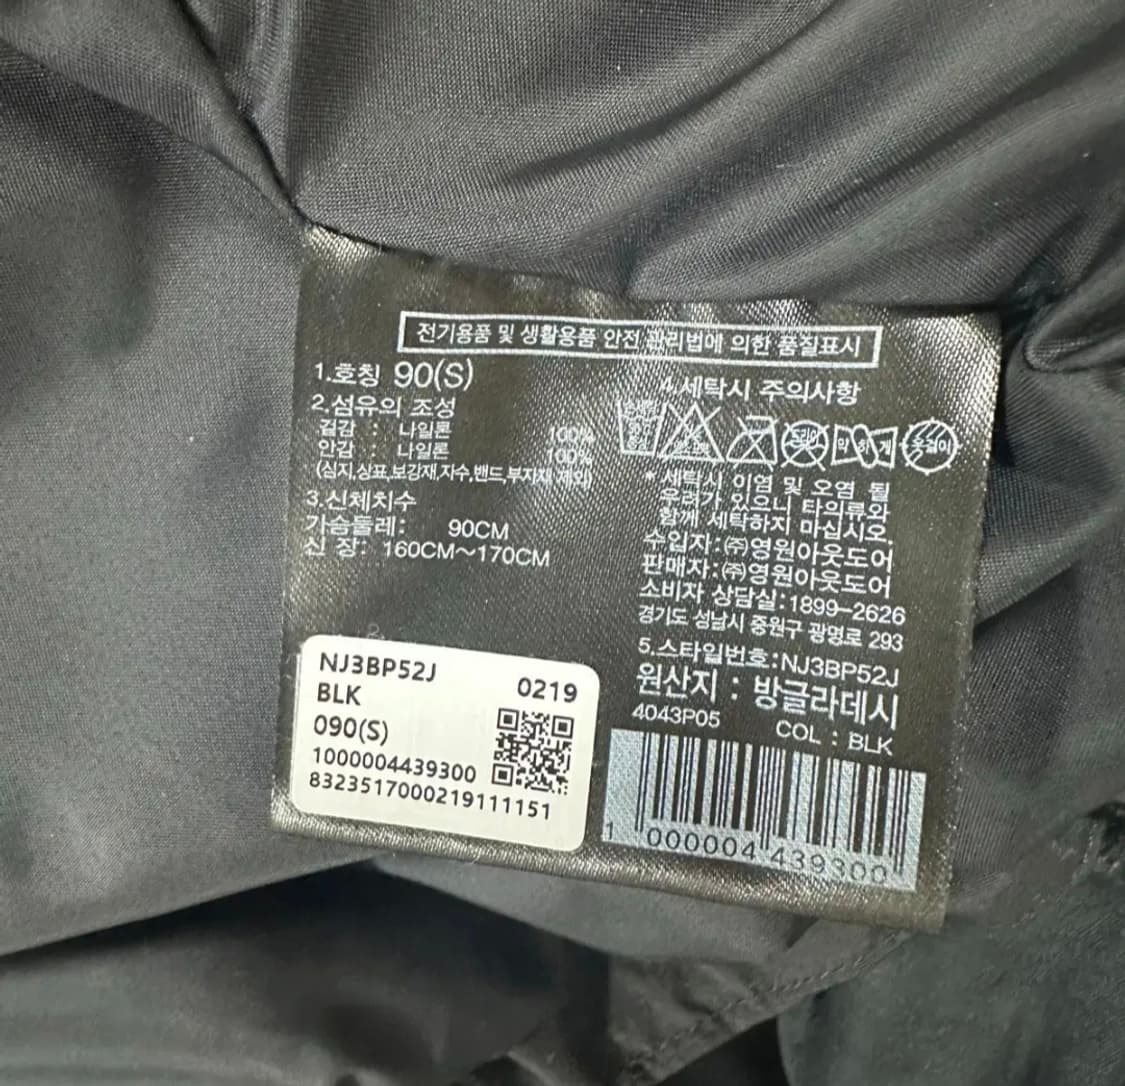 전기용품 및 생활용품 안전 관리법에 의한 품질표시
1.호칭 90(S)
2.섬유의 조성
겉감 : 나일론 100%
안감 : 나일론 100%
(심지,상표,보강재,자수,밴드,부자재 제외)
3.신체치수
가슴둘레: 90CM
신 장: 160CM~170CM
4.세탁시 주의사항
드라이
약 하 게
옷걸이
* 세탁시 이염 및 오염 될
우려가 있으니 타의류와
함께 세탁하지 마십시오.
수입자:(주)영원아웃도어
판매자:(주)영원아웃도어
소비자 상담실:1899-2626
경기도 성남시 중원구 광명로 293
5.스타일번호:NJ3BP52J
원산지 : 방글라데시
4043P05 COL : BLK
1 000004 439300
NJ3BP52J
BLK 0219
090(S)
1000004439300
8323517000219111151